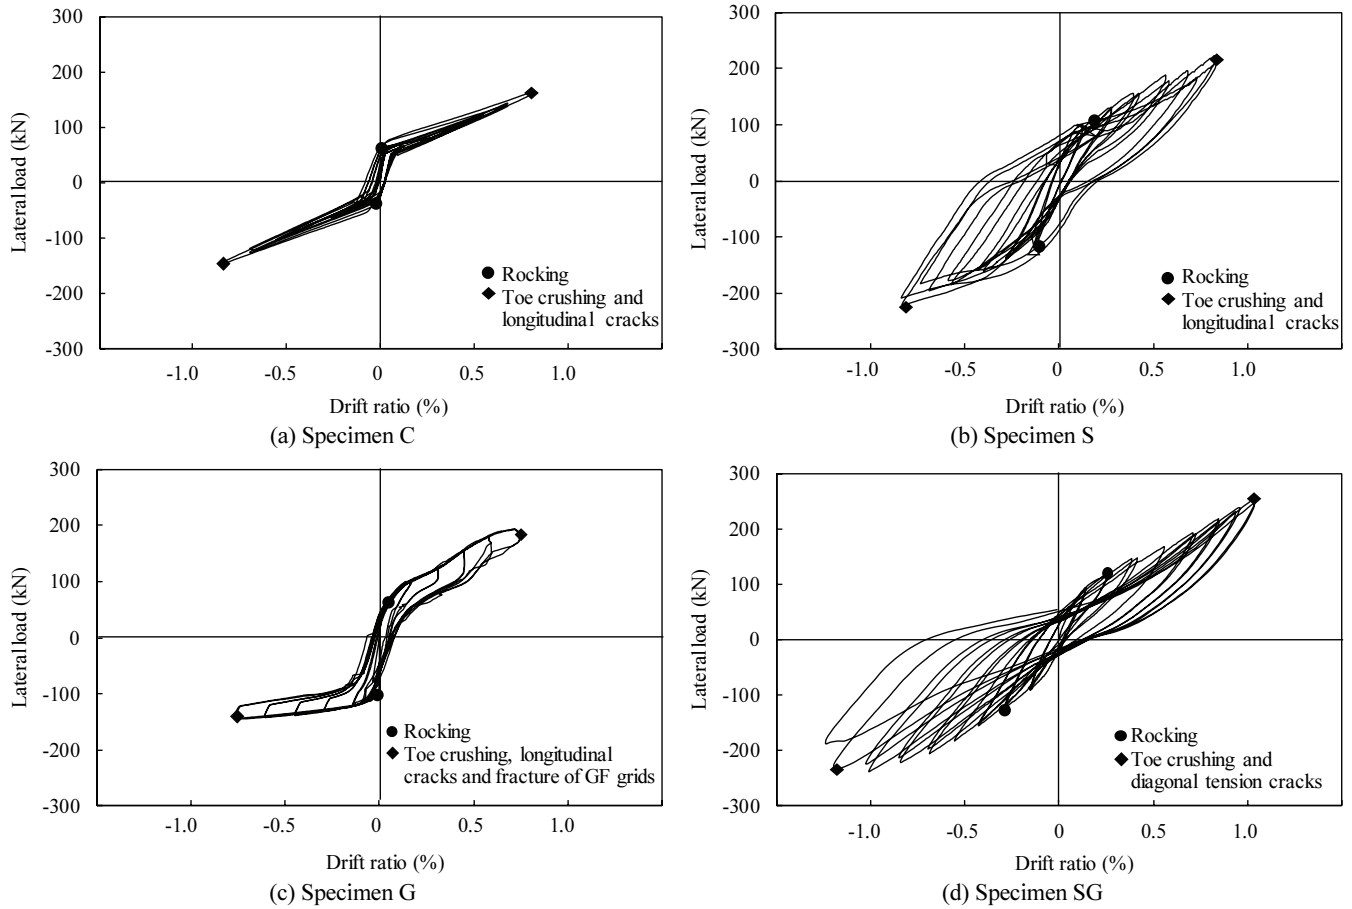 300
200
100
0
-100
-200
-300
Lateral load (kN)
-1.0
-0.5
0
0.5
1.0
Drift ratio (%)
Rocking
Toe crushing and
longitudinal cracks
(a) Specimen C
300
200
100
0
-100
-200
-300
Lateral load (kN)
-1.0
-0.5
0
0.5
1.0
Drift ratio (%)
Rocking
Toe crushing and
longitudinal cracks
(b) Specimen S
300
200
100
0
-100
-200
-300
Lateral load (kN)
-1.0
-0.5
0
0.5
1.0
Drift ratio (%)
Rocking
Toe crushing, longitudinal
cracks and fracture of GF grids
(c) Specimen G
300
200
100
0
-100
-200
-300
Lateral load (kN)
-1.0
-0.5
0
0.5
1.0
Drift ratio (%)
Rocking
Toe crushing and
diagonal tension cracks
(d) Specimen SG